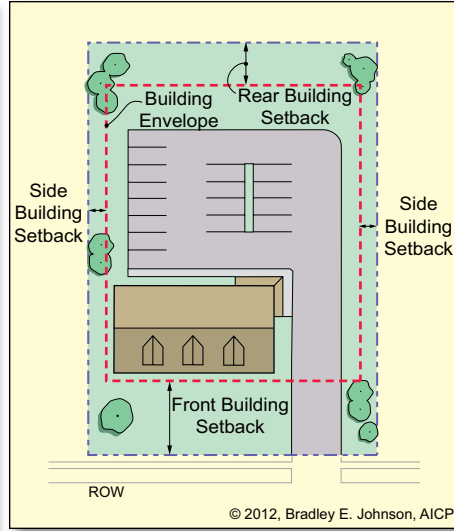 Building
Envelope
Rear Building
Setback
Side
Building
Setback
Side
Building
Setback
Front Building
Setback
ROW
© 2012, Bradley E. Johnson, AICP